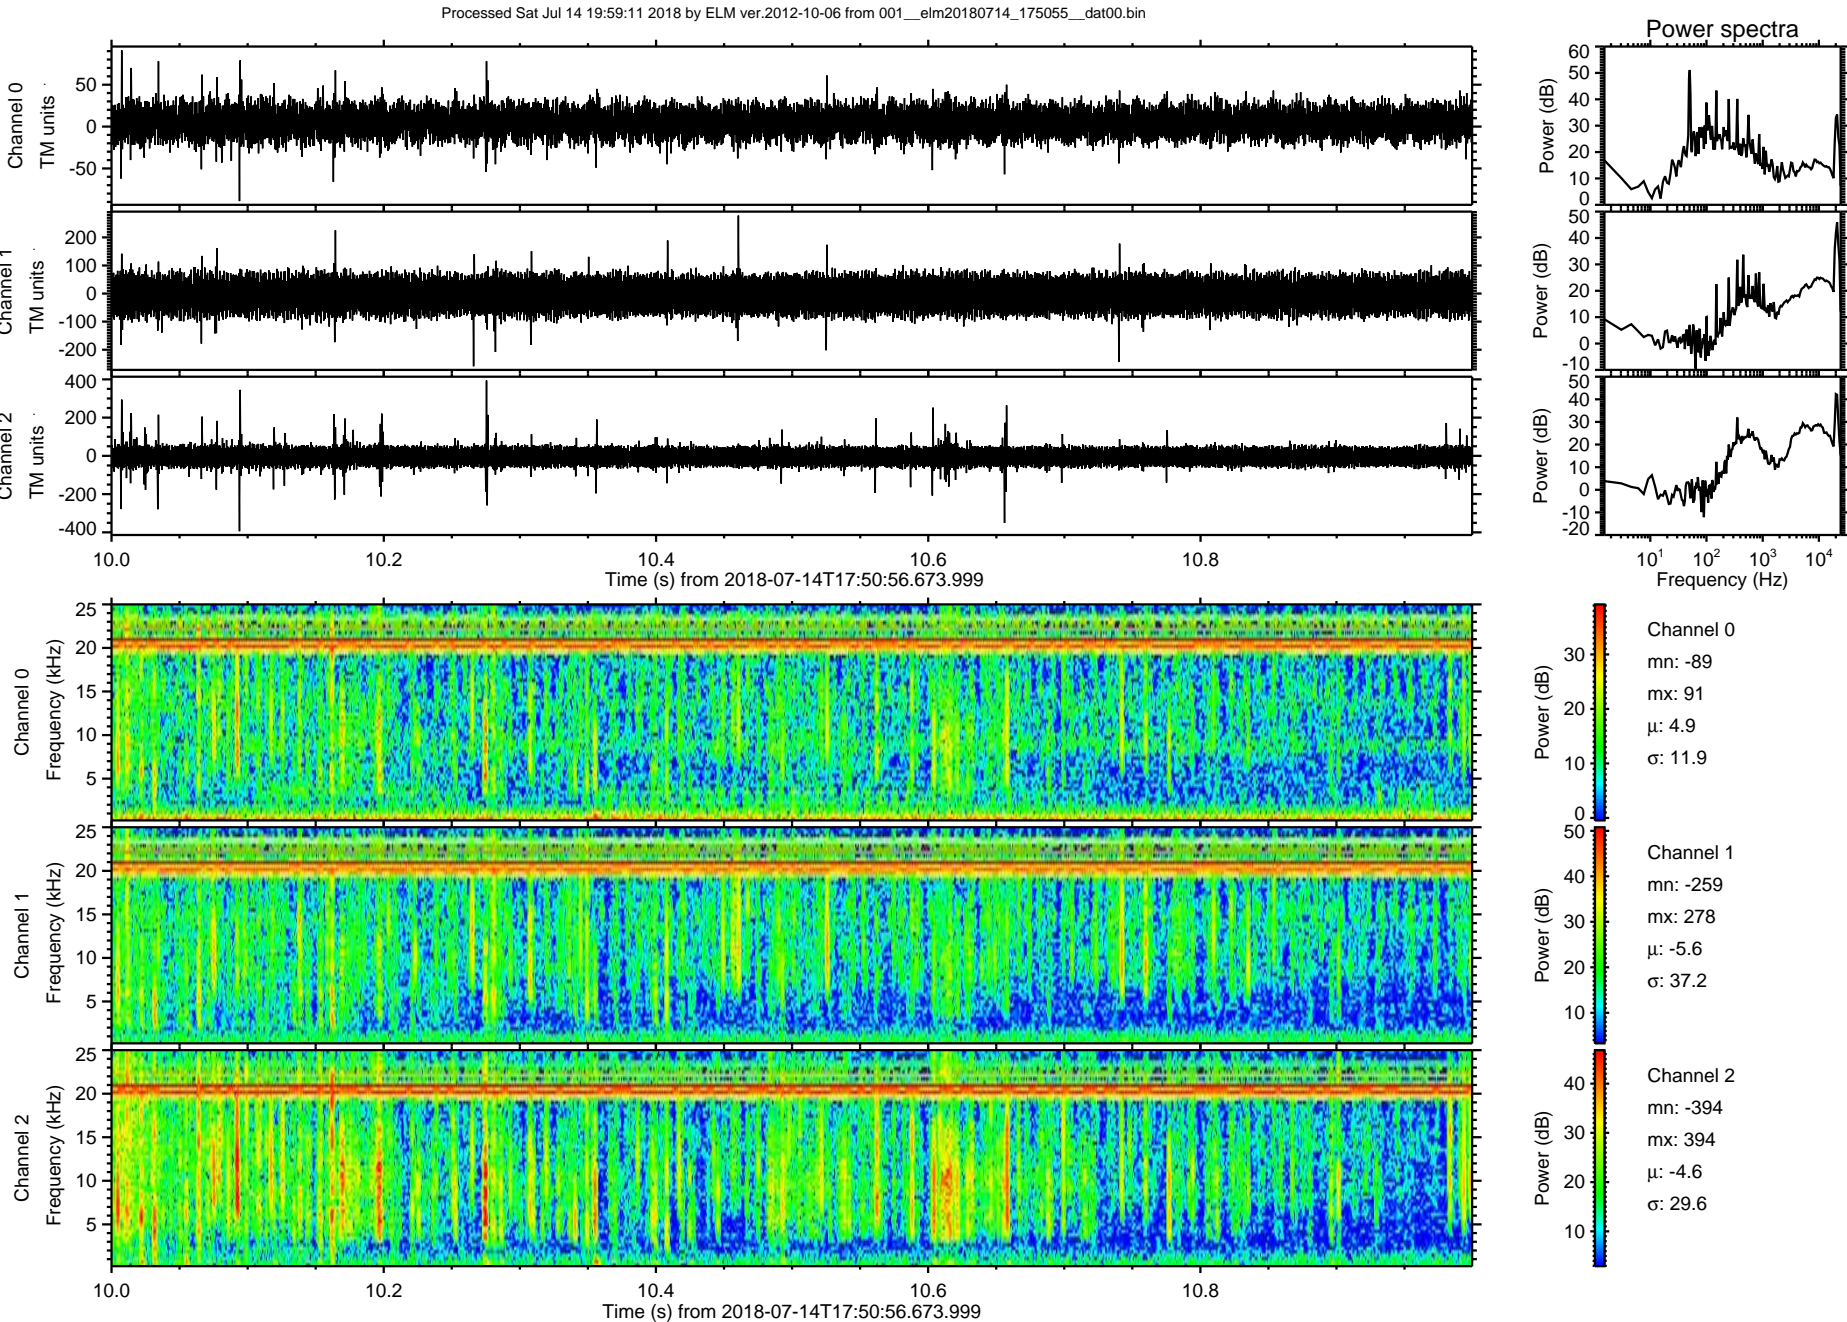 Processed Sat Jul 14 19:59:11 2018 by ELM ver.2012-10-06 from 001__elm20180714_175055__dat00.bin
Power spectra
Channel 0
TM units
50
0
-50
Power (dB)
60
50
40
30
20
10
0
Channel 1
TM units
200
100
0
-100
-200
Power (dB)
50
40
30
20
10
0
-10
Channel 2
TM units
400
200
0
-200
-400
Power (dB)
50
40
30
20
10
0
-10
-20
10.0 10.2 10.4 10.6 10.8
Time (s) from 2018-07-14T17:50:56.673.999
10^1 10^2 10^3 10^4
Frequency (Hz)
Channel 0
Frequency (kHz)
25
20
15
10
5
Power (dB)
30
20
10
0
Channel 0
mn: -89
mx: 91
μ: 4.9
σ: 11.9
Channel 1
Frequency (kHz)
25
20
15
10
5
Power (dB)
50
40
30
20
10
Channel 1
mn: -259
mx: 278
μ: -5.6
σ: 37.2
Channel 2
Frequency (kHz)
25
20
15
10
5
Power (dB)
40
30
20
10
Channel 2
mn: -394
mx: 394
μ: -4.6
σ: 29.6
10.0 10.2 10.4 10.6 10.8
Time (s) from 2018-07-14T17:50:56.673.999